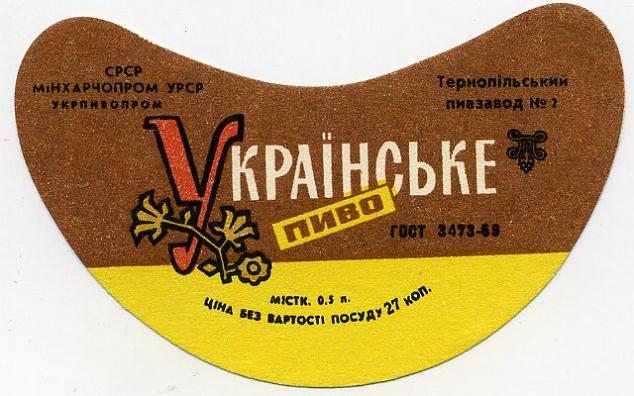 СРСР
МІНХАРЧОПРОМ УРСР
УКРПИВОПРОМ
Тернопільський
пивзавод № 2
УКРАЇНСЬКЕ
ПИВО
ГОСТ 3473-69
МІСТК. 0,5 л.
ЦІНА БЕЗ ВАРТОСТІ ПОСУДУ 27 КОП.